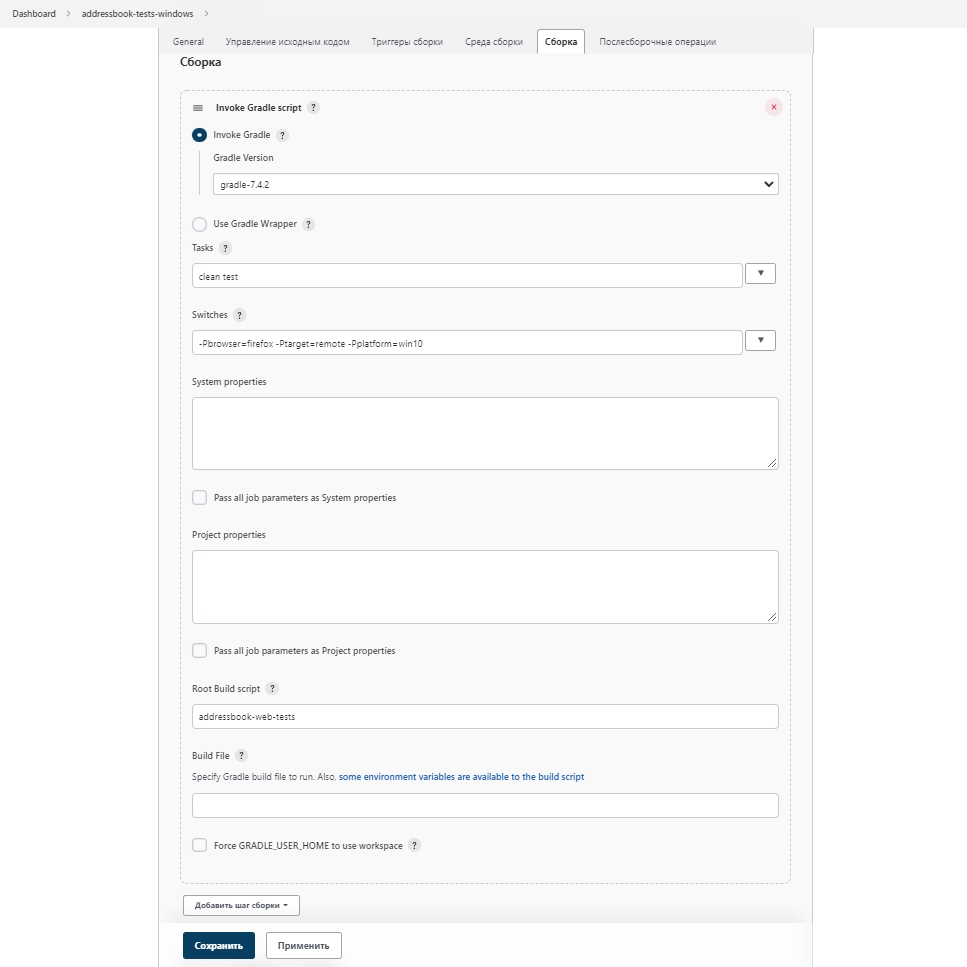 Dashboard > addressbook-tests-windows >
General Управление исходным кодом Триггеры сборки Среда сборки Сборка Послесборочные операции
Сборка
Invoke Gradle script ?
Invoke Gradle ?
Gradle Version
gradle-7.4.2
Use Gradle Wrapper ?
Tasks ?
clean test
Switches ?
-Pbrowser=firefox -Ptarget=remote -Pplatform=win10
System properties
Pass all job parameters as System properties
Project properties
Pass all job parameters as Project properties
Root Build script ?
addressbook-web-tests
Build File ?
Specify Gradle build file to run. Also, some environment variables are available to the build script
Force GRADLE_USER_HOME to use workspace ?
Добавить шаг сборки
Сохранить Применить